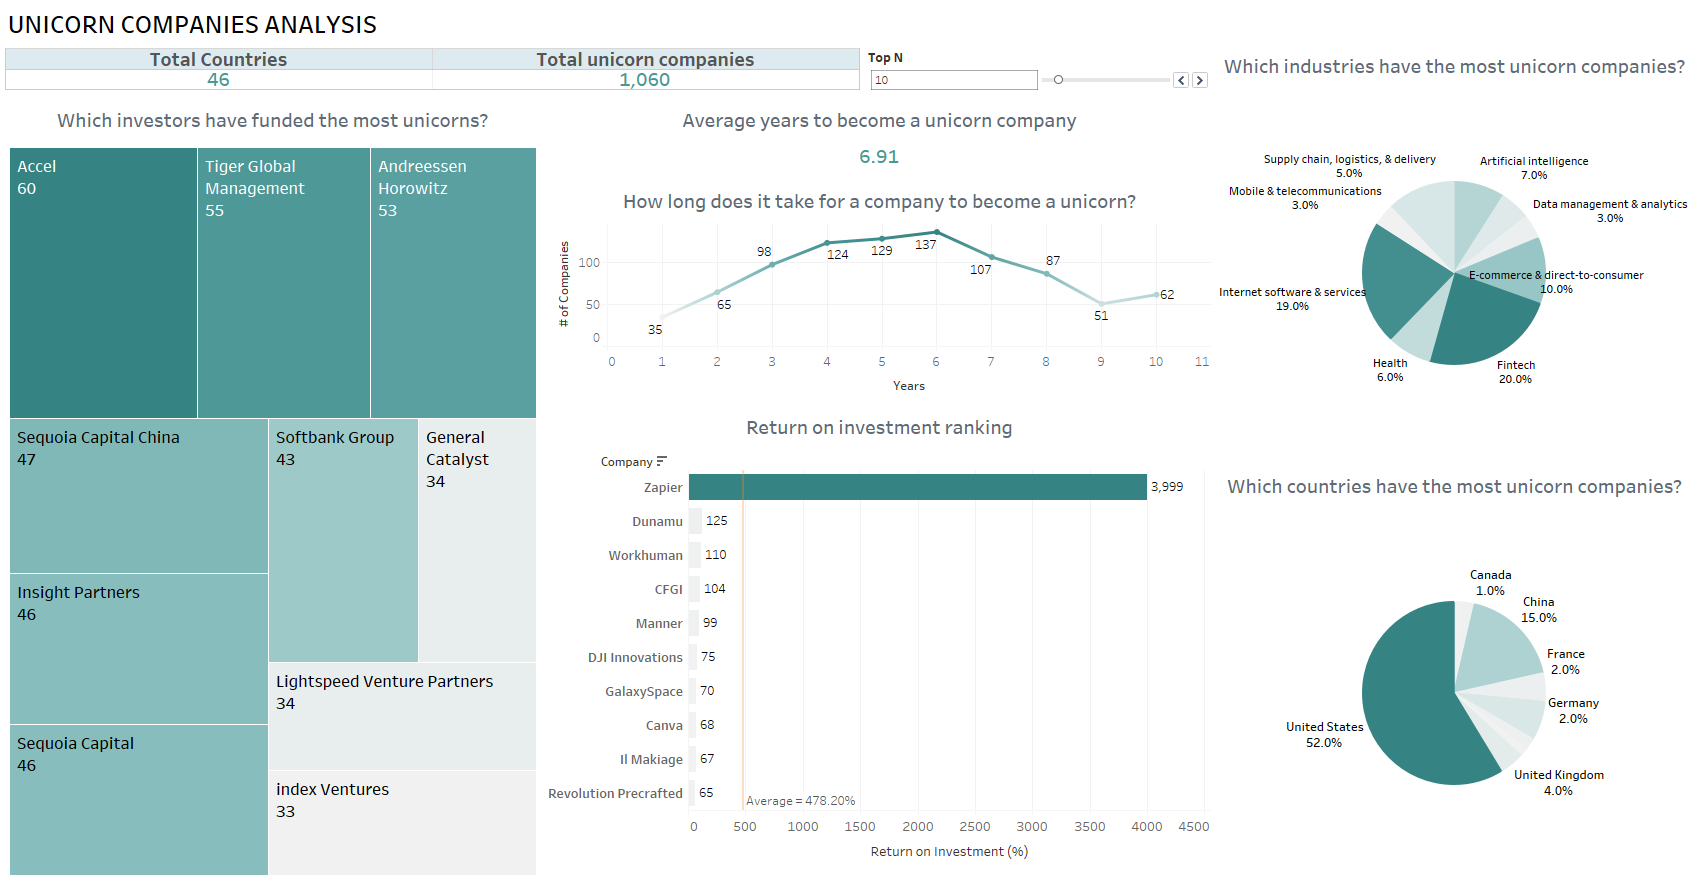 UNICORN COMPANIES ANALYSIS
Total Countries
Total unicorn companies
46
1,060
Top N
10
Which investors have funded the most unicorns?
Accel
60
Tiger Global
Management
55
Andreessen
Horowitz
53
Sequoia Capital China
47
Softbank Group
43
General
Catalyst
34
Insight Partners
46
Lightspeed Venture Partners
34
Sequoia Capital
46
index Ventures
33
Average years to become a unicorn company
6.91
How long does it take for a company to become a unicorn?
# of Companies
100
50
0
35
65
98
124
129
137
107
87
51
62
0
1
2
3
4
5
6
7
8
9
10
11
Years
Return on investment ranking
Company
Zapier
3,999
Dunamu
125
Workhuman
110
CFGI
104
Manner
99
DJI Innovations
75
GalaxySpace
70
Canva
68
Il Makiage
67
Revolution Precrafted
65
Average = 478.20%
0
500
1000
1500
2000
2500
3000
3500
4000
4500
Return on Investment (%)
Which industries have the most unicorn companies?
Supply chain, logistics, & delivery
5.0%
Artificial intelligence
7.0%
Mobile & telecommunications
3.0%
Data management & analytics
3.0%
E-commerce & direct-to-consumer
10.0%
Internet software & services
19.0%
Health
6.0%
Fintech
20.0%
Which countries have the most unicorn companies?
Canada
1.0%
China
15.0%
France
2.0%
Germany
2.0%
United States
52.0%
United Kingdom
4.0%